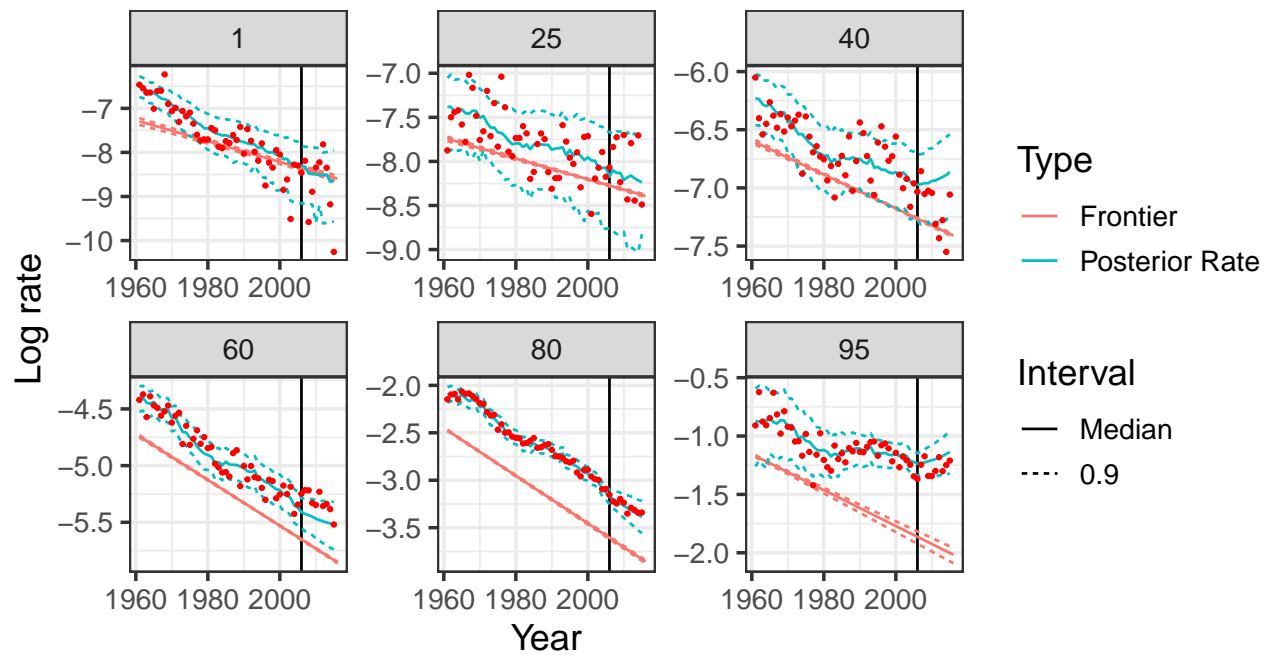 1
25
40
−7
−8
−9
−10
−7.0
−7.5
−8.0
−8.5
−9.0
−6.0
−6.5
−7.0
−7.5
1960 1980 2000
1960 1980 2000
1960 1980 2000
60
80
95
−4.5
−5.0
−5.5
−2.0
−2.5
−3.0
−3.5
−0.5
−1.0
−1.5
−2.0
1960 1980 2000
1960 1980 2000
1960 1980 2000
Log rate
Year
Type
Frontier
Posterior Rate
Interval
Median
0.9